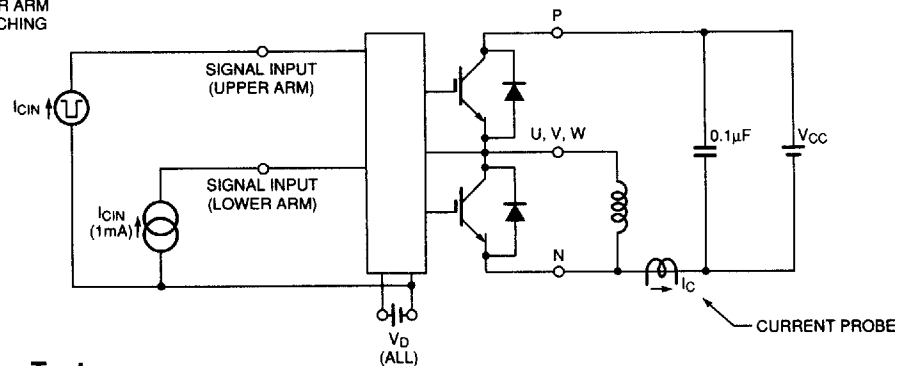 ARM
SIGNAL INPUT
(UPPER ARM)
ICIN
SIGNAL INPUT
(LOWER ARM)
ICIN
(1mA)
VD
(ALL)
P
U, V, W
N
0.1μF
VCC
IC
CURRENT PROBE